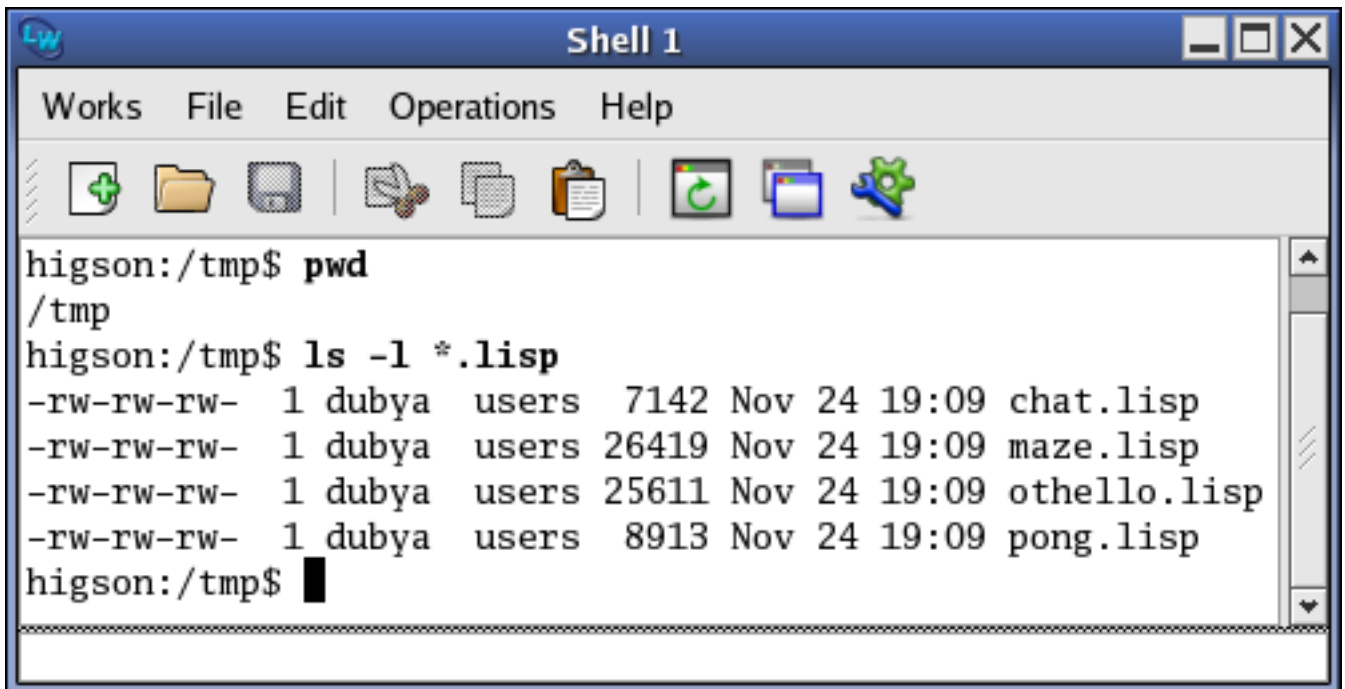 LW Shell 1
Works File Edit Operations Help
higson:/tmp$ pwd
/tmp
higson:/tmp$ ls -l *.lisp
-rw-rw-rw-  1 dubya  users  7142 Nov 24 19:09 chat.lisp
-rw-rw-rw-  1 dubya  users 26419 Nov 24 19:09 maze.lisp
-rw-rw-rw-  1 dubya  users 25611 Nov 24 19:09 othello.lisp
-rw-rw-rw-  1 dubya  users  8913 Nov 24 19:09 pong.lisp
higson:/tmp$